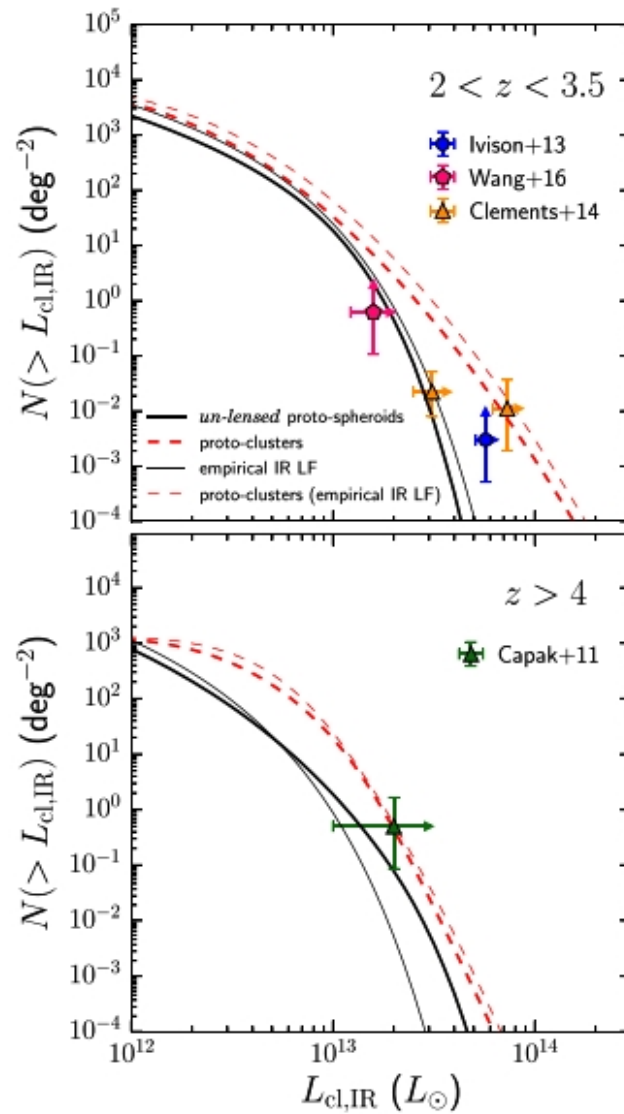 10^5
2 < z < 3.5
10^4
Ivison+13
10^3
Wang+16
10^2
Clements+14
10^1
N(> L_cl,IR) (deg^-2)
10^0
10^-1
10^-2
un-lensed proto-spheroids
proto-clusters
10^-3
empirical IR LF
proto-clusters (empirical IR LF)
10^-4
z > 4
10^4
Capak+11
10^3
10^2
10^1
N(> L_cl,IR) (deg^-2)
10^0
10^-1
10^-2
10^-3
10^-4
10^12 10^13 10^14
L_cl,IR (L_⊙)